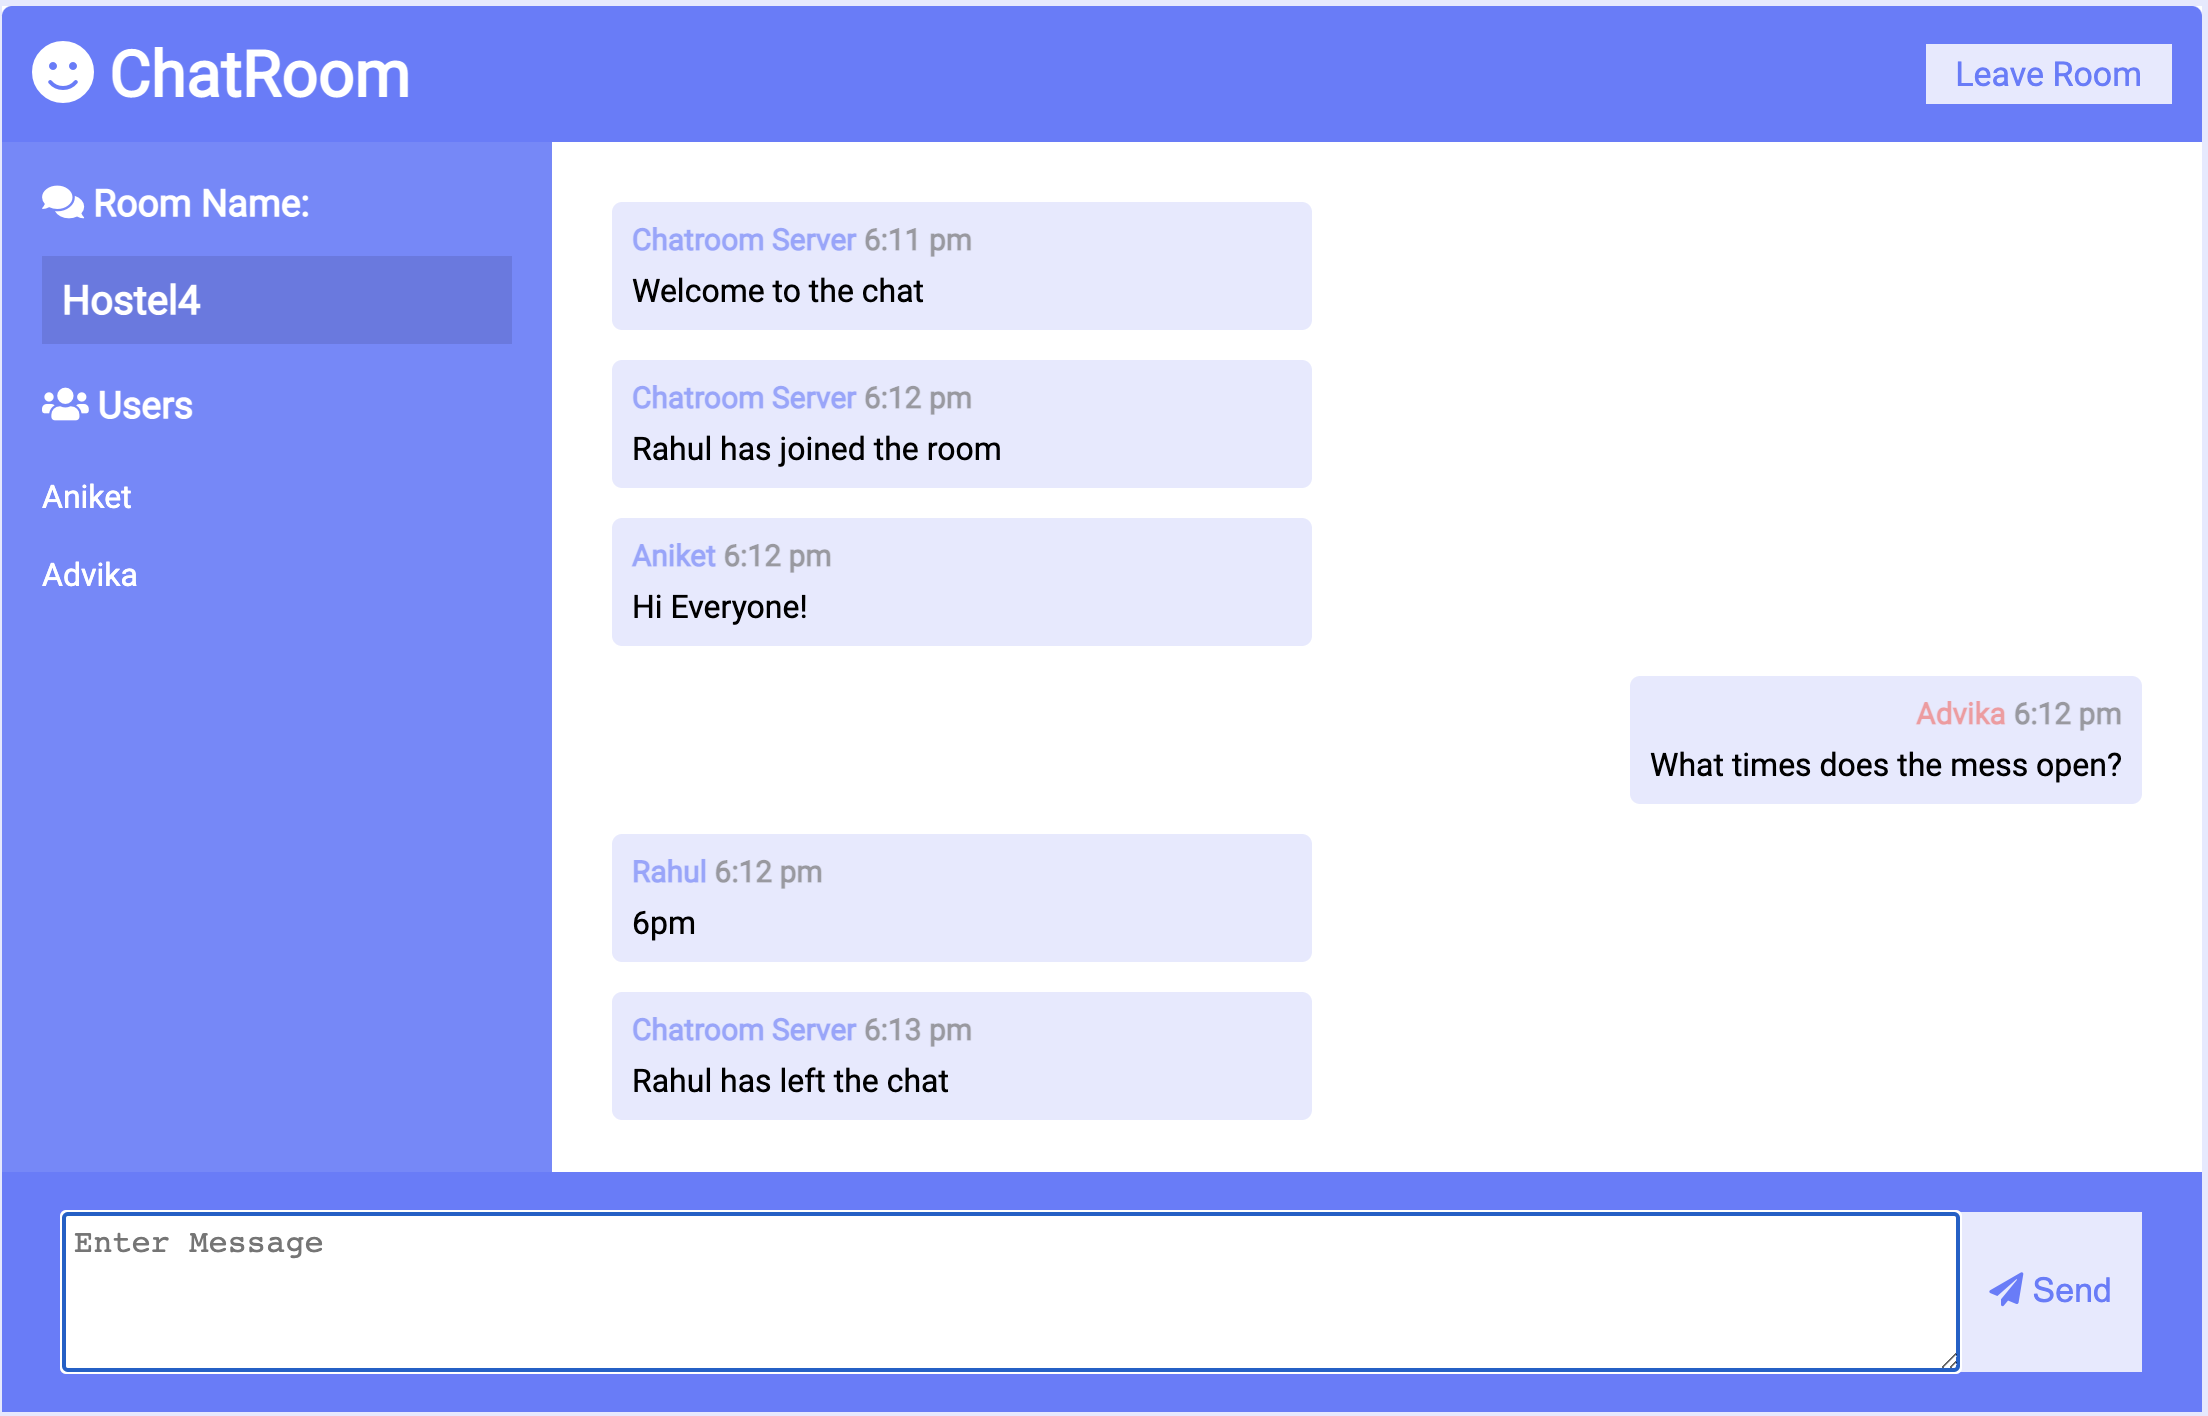 ChatRoom
Leave Room
Room Name:
Hostel4
Users
Aniket
Advika
Chatroom Server 6:11 pm
Welcome to the chat
Chatroom Server 6:12 pm
Rahul has joined the room
Aniket 6:12 pm
Hi Everyone!
Advika 6:12 pm
What times does the mess open?
Rahul 6:12 pm
6pm
Chatroom Server 6:13 pm
Rahul has left the chat
Enter Message
Send